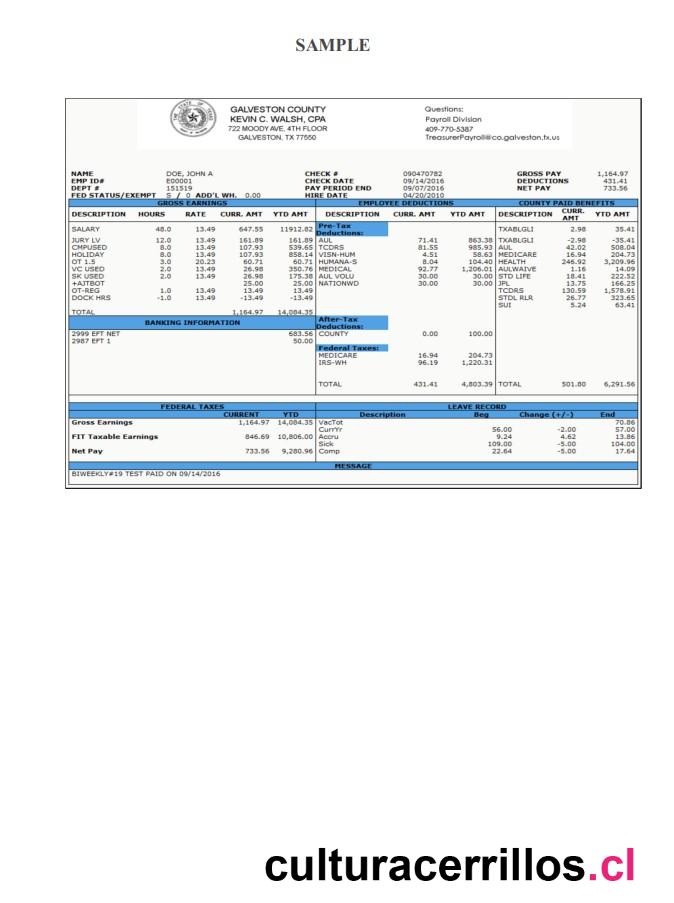 SAMPLE
GALVESTON COUNTY
KEVIN C. WALSH, CPA
722 MOODY AVE, 4TH FLOOR
GALVESTON, TX 77550
Questions:
Payroll Division
409-770-5387
TreasurerPayroll@co.galveston.tx.us
NAME DOE, JOHN A CHECK # 090470782 GROSS PAY 1,164.97
EMP ID# E00001 CHECK DATE 09/14/2016 DEDUCTIONS 431.41
DEPT # 151519 PAY PERIOD END 09/07/2016 NET PAY 733.56
FED STATUS/EXEMPT S / 0 ADD'L WH. 0.00 HIRE DATE 04/20/2010
GROSS EARNINGS
DESCRIPTION HOURS RATE CURR. AMT YTD AMT
SALARY 48.0 13.49 647.55 11912.82
JURY LV 12.0 13.49 161.89 161.89
CMPUSED 8.0 13.49 107.93 539.65
HOLIDAY 8.0 13.49 107.93 858.14
OT 1.5 3.0 20.23 60.71 60.71
VC USED 2.0 13.49 26.98 350.76
SK USED 2.0 13.49 26.98 175.38
+AJTBOT 25.00 25.00
OT-REG 1.0 13.49 13.49 13.49
DOCK HRS -1.0 13.49 -13.49 -13.49
TOTAL 1,164.97 14,084.35
BANKING INFORMATION
2999 EFT NET 683.56
2987 EFT 1 50.00
EMPLOYEE DEDUCTIONS
DESCRIPTION CURR. AMT YTD AMT
Pre-Tax
Deductions:
AUL 71.41 863.38
TCDRS 81.55 985.93
VISN-HUM 4.51 58.63
HUMANA-S 8.04 104.40
MEDICAL 92.77 1,206.01
AUL VOLU 30.00 30.00
NATIONWD 30.00 30.00
After-Tax
Deductions:
COUNTY 0.00 100.00
Federal Taxes:
MEDICARE 16.94 204.73
IRS-WH 96.19 1,220.31
TOTAL 431.41 4,803.39
COUNTY PAID BENEFITS
DESCRIPTION CURR. AMT YTD AMT
TXABLGLI 2.98 35.41
TXABLGLI -2.98 -35.41
AUL 42.02 508.04
MEDICARE 16.94 204.73
HEALTH 246.92 3,209.96
AULWAIVE 1.16 14.09
STD LIFE 18.41 222.52
JPL 13.75 166.25
TCDRS 130.59 1,578.91
STDL RLR 26.77 323.65
SUI 5.24 63.41
TOTAL 501.80 6,291.56
FEDERAL TAXES
CURRENT YTD
Gross Earnings 1,164.97 14,084.35
FIT Taxable Earnings 846.69 10,806.00
Net Pay 733.56 9,280.96
LEAVE RECORD
Description Beg Change (+/-) End
VacTot 70.86
CurrYr 56.00 -2.00 57.00
Accru 9.24 4.62 13.86
Sick 109.00 -5.00 104.00
Comp 22.64 -5.00 17.64
MESSAGE
BIWEEKLY#19 TEST PAID ON 09/14/2016
culturacerrillos.cl